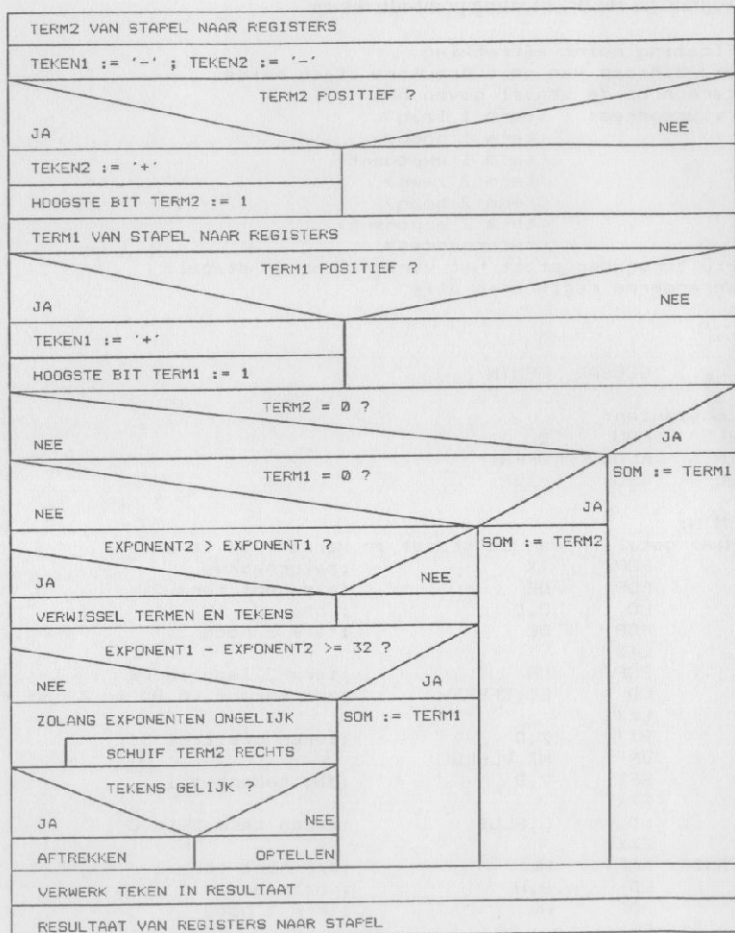 TERM2 VAN STAPEL NAAR REGISTERS
TEKEN1 := '-' ; TEKEN2 := '-'
TERM2 POSITIEF ?
JA
NEE
TEKEN2 := '+'
HOOGSTE BIT TERM2 := 1
TERM1 VAN STAPEL NAAR REGISTERS
TERM1 POSITIEF ?
JA
NEE
TEKEN1 := '+'
HOOGSTE BIT TERM1 := 1
TERM2 = 0 ?
NEE
JA
TERM1 = 0 ?
SOM := TERM1
NEE
JA
EXPONENT2 > EXPONENT1 ?
SOM := TERM2
JA
NEE
VERWISSEL TERMEN EN TEKENS
EXPONENT1 - EXPONENT2 >= 32 ?
NEE
JA
ZOLANG EXPONENTEN ONGELIJK
SOM := TERM1
SCHUIF TERM2 RECHTS
TEKENS GELIJK ?
JA
NEE
AFTREKKEN
OPTELLEN
VERWERK TEKEN IN RESULTAAT
RESULTAAT VAN REGISTERS NAAR STAPEL